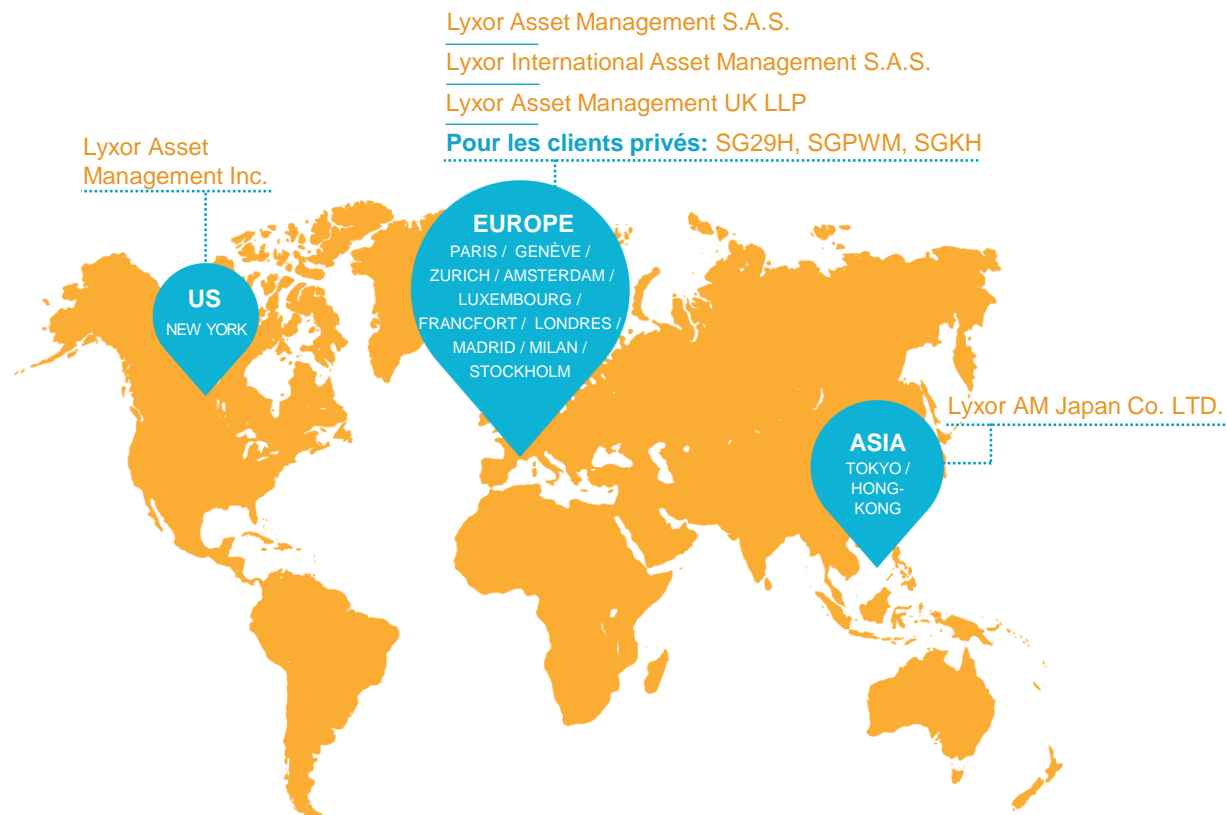 Lyxor Asset Management S.A.S.
Lyxor International Asset Management S.A.S.
Lyxor Asset Management UK LLP
Pour les clients privés: SG29H, SGPWM, SGKH
Lyxor Asset
Management Inc.
EUROPE
PARIS / GENÈVE /
ZURICH / AMSTERDAM /
LUXEMBOURG /
FRANCFORT / LONDRES /
MADRID / MILAN /
STOCKHOLM
US
NEW YORK
Lyxor AM Japan Co. LTD.
ASIA
TOKYO /
HONG-
KONG